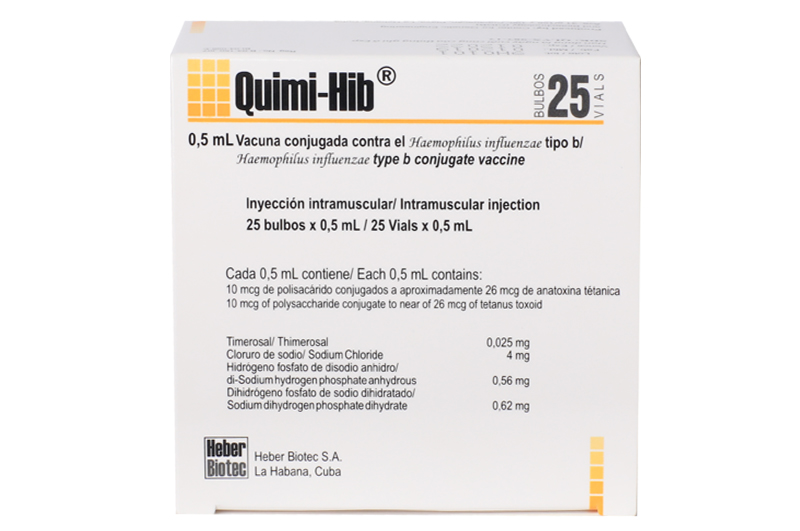 Quimi-Hib®
BULBOS
25
VIALS
0,5 mL Vacuna conjugada contra el Haemophilus influenzae tipo b/
Haemophilus influenzae type b conjugate vaccine
Inyección intramuscular/ Intramuscular injection
25 bulbos x 0,5 mL / 25 Vials x 0,5 mL
Cada 0,5 mL contiene/ Each 0,5 mL contains:
10 mcg de polisacárido conjugados a aproximadamente 26 mcg de anatoxina tétanica
10 mcg of polysaccharide conjugate to near of 26 mcg of tetanus toxoid
Timerosal/ Thimerosal 0,025 mg
Cloruro de sodio/ Sodium Chloride 4 mg
Hidrógeno fosfato de disodio anhidro/
di-Sodium hydrogen phosphate anhydrous 0,56 mg
Dihidrógeno fosfato de sodio dihidratado/
Sodium dihydrogen phosphate dihydrate 0,62 mg
Heber
Biotec
Heber Biotec S.A.
La Habana, Cuba